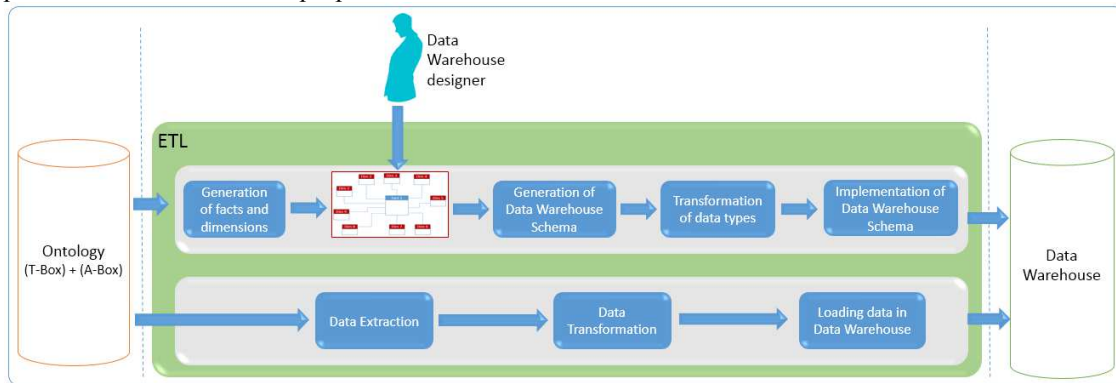 Data
Warehouse
designer
ETL
Generation
of facts and
dimensions
Generation of
Data Warehouse
Schema
Transformation
of data types
Implementation of
Data Warehouse
Schema
Ontology
(T-Box) + (A-Box)
Data
Warehouse
Data Extraction
Data
Transformation
Loading data in
Data Warehouse